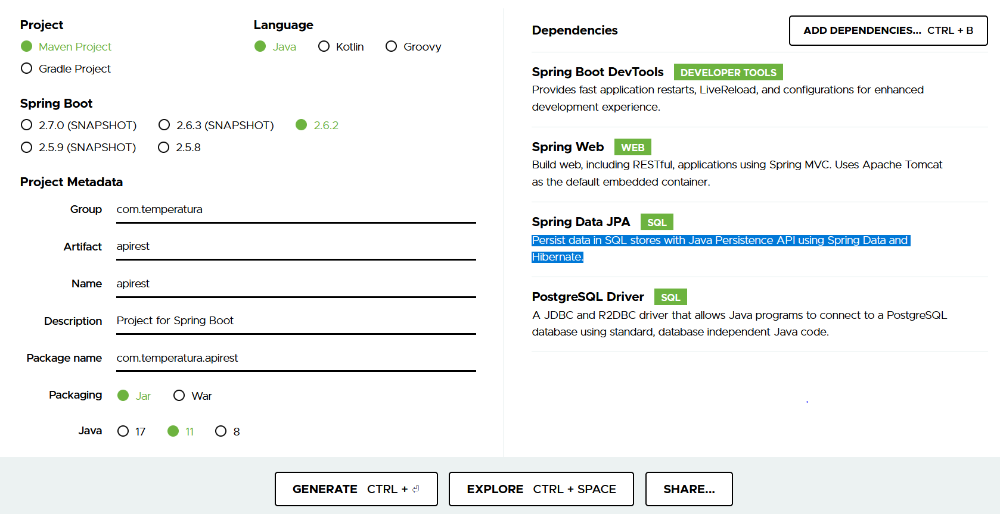 Project
Maven Project
Gradle Project
Language
Java Kotlin Groovy
Spring Boot
2.7.0 (SNAPSHOT) 2.6.3 (SNAPSHOT) 2.6.2
2.5.9 (SNAPSHOT) 2.5.8
Project Metadata
Group com.temperatura
Artifact apirest
Name apirest
Description Project for Spring Boot
Package name com.temperatura.apirest
Packaging Jar War
Java 17 11 8
Dependencies
ADD DEPENDENCIES... CTRL + B
Spring Boot DevTools DEVELOPER TOOLS
Provides fast application restarts, LiveReload, and configurations for enhanced
development experience.
Spring Web WEB
Build web, including RESTful, applications using Spring MVC. Uses Apache Tomcat
as the default embedded container.
Spring Data JPA SQL
Persist data in SQL stores with Java Persistence API using Spring Data and
Hibernate.
PostgreSQL Driver SQL
A JDBC and R2DBC driver that allows Java programs to connect to a PostgreSQL
database using standard, database independent Java code.
GENERATE CTRL + ⏎
EXPLORE CTRL + SPACE
SHARE...